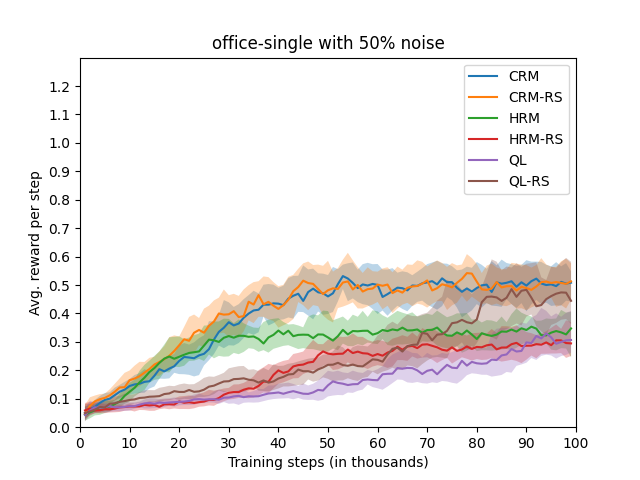 office-single with 50% noise
1.2
1.1
1.0
0.9
0.8
0.7
0.6
0.5
0.4
0.3
0.2
0.1
0.0
Avg. reward per step
CRM
CRM-RS
HRM
HRM-RS
QL
QL-RS
0 10 20 30 40 50 60 70 80 90 100
Training steps (in thousands)